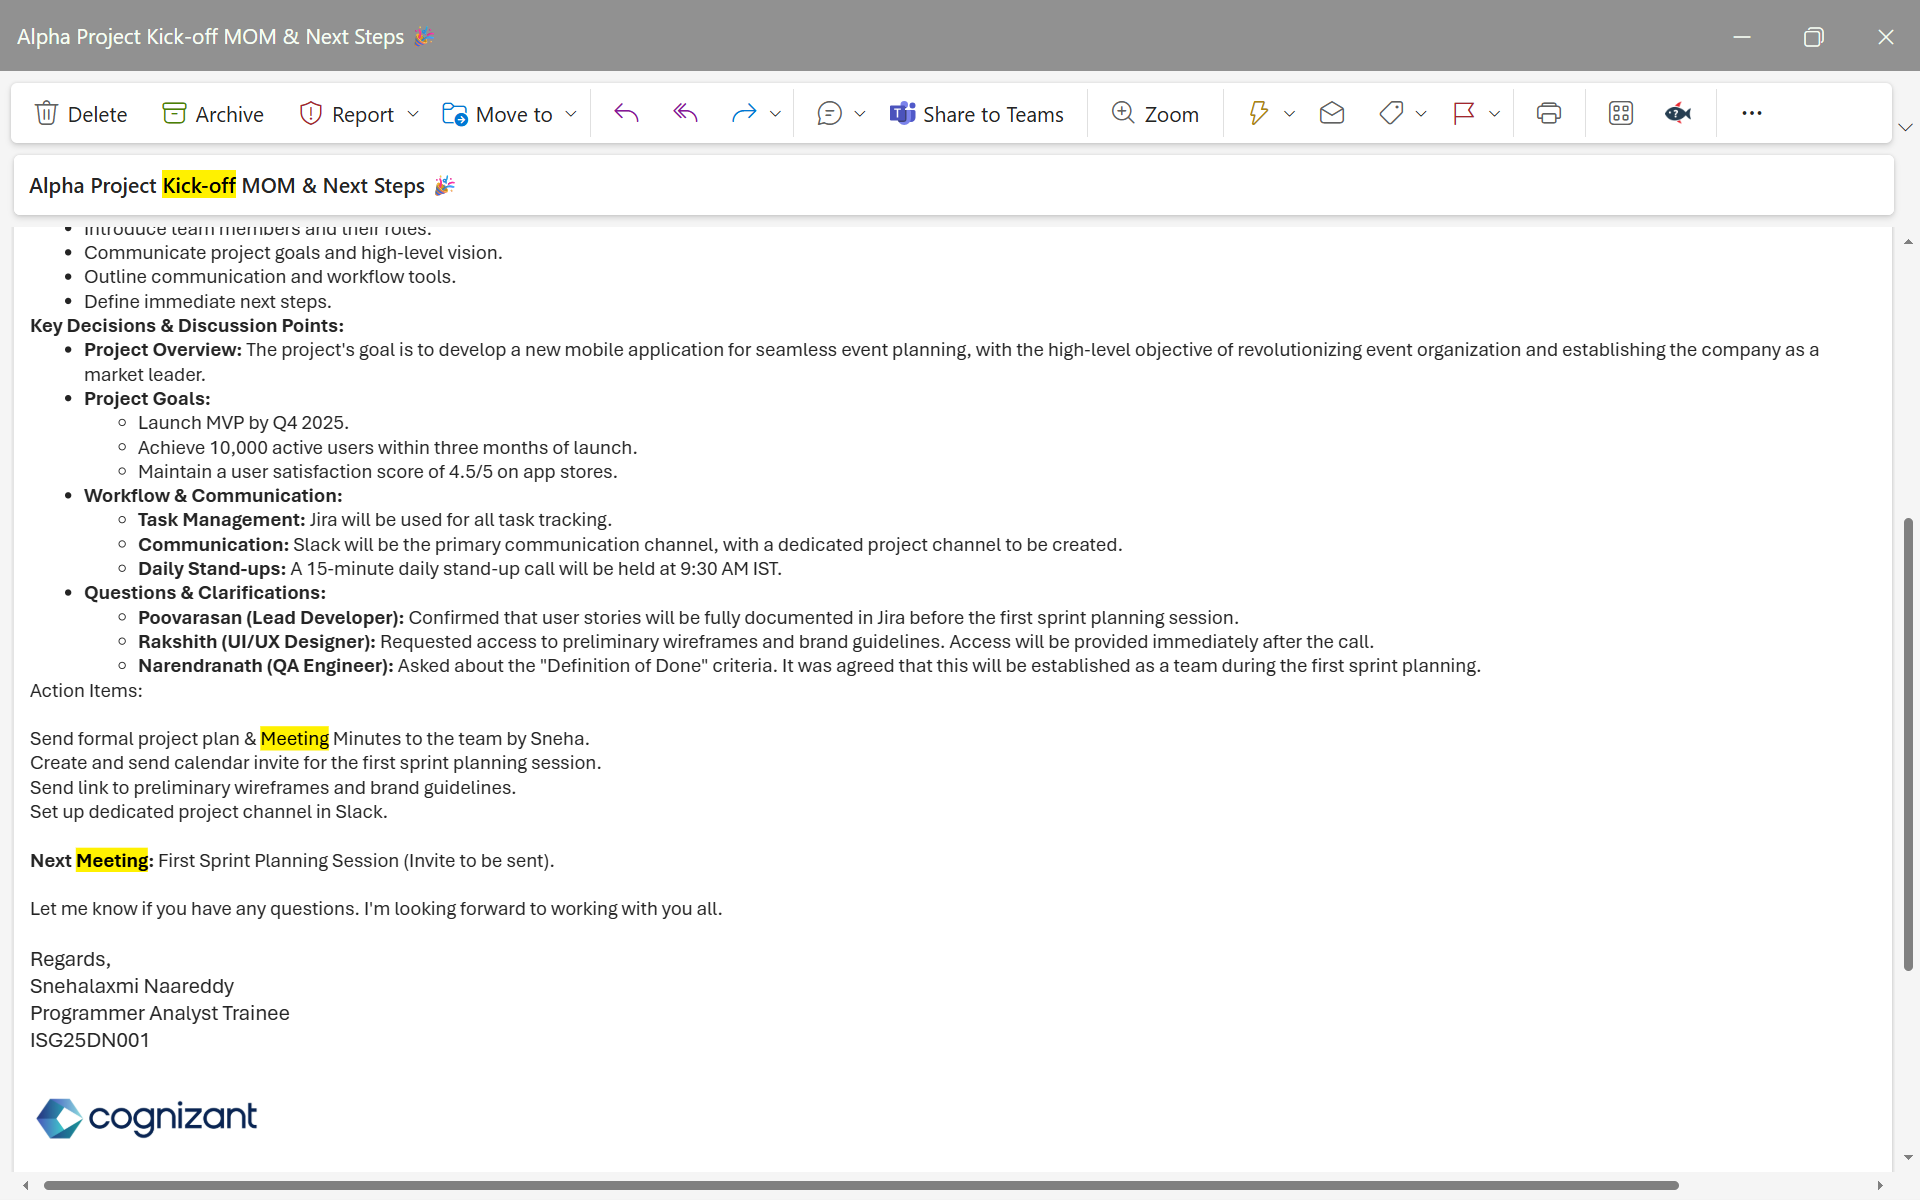 Alpha Project Kick-off MOM & Next Steps 🎉
Delete
Archive
Report
Move to
Share to Teams
Zoom
Alpha Project Kick-off MOM & Next Steps 🎉
Introduce team members and their roles.
Communicate project goals and high-level vision.
Outline communication and workflow tools.
Define immediate next steps.
Key Decisions & Discussion Points:
Project Overview: The project's goal is to develop a new mobile application for seamless event planning, with the high-level objective of revolutionizing event organization and establishing the company as a
market leader.
Project Goals:
Launch MVP by Q4 2025.
Achieve 10,000 active users within three months of launch.
Maintain a user satisfaction score of 4.5/5 on app stores.
Workflow & Communication:
Task Management: Jira will be used for all task tracking.
Communication: Slack will be the primary communication channel, with a dedicated project channel to be created.
Daily Stand-ups: A 15-minute daily stand-up call will be held at 9:30 AM IST.
Questions & Clarifications:
Poovarasan (Lead Developer): Confirmed that user stories will be fully documented in Jira before the first sprint planning session.
Rakshith (UI/UX Designer): Requested access to preliminary wireframes and brand guidelines. Access will be provided immediately after the call.
Narendranath (QA Engineer): Asked about the "Definition of Done" criteria. It was agreed that this will be established as a team during the first sprint planning.
Action Items:
Send formal project plan & Meeting Minutes to the team by Sneha.
Create and send calendar invite for the first sprint planning session.
Send link to preliminary wireframes and brand guidelines.
Set up dedicated project channel in Slack.
Next Meeting: First Sprint Planning Session (Invite to be sent).
Let me know if you have any questions. I'm looking forward to working with you all.
Regards,
Snehalaxmi Naareddy
Programmer Analyst Trainee
ISG25DN001
cognizant